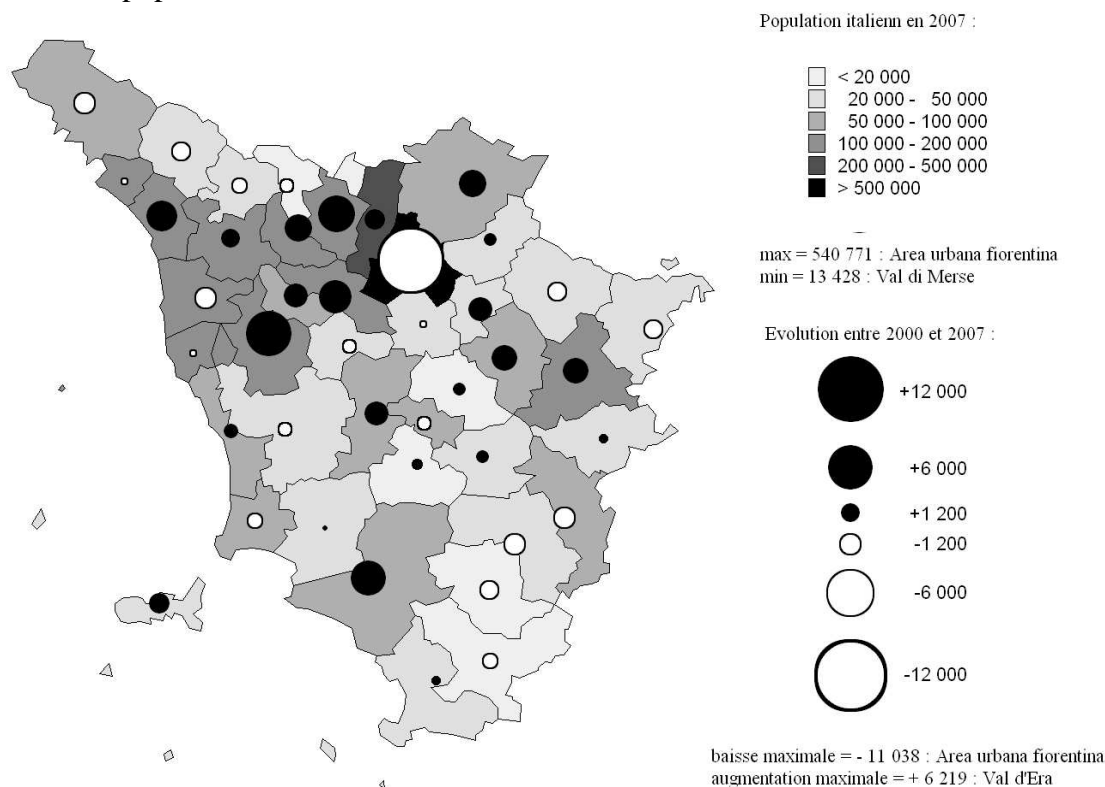 Population italienn en 2007 :
< 20 000
20 000 - 50 000
50 000 - 100 000
100 000 - 200 000
200 000 - 500 000
> 500 000
max = 540 771 : Area urbana fiorentina
min = 13 428 : Val di Merse
Evolution entre 2000 et 2007 :
+12 000
+6 000
+1 200
-1 200
-6 000
-12 000
baisse maximale = - 11 038 : Area urbana fiorentina
augmentation maximale = + 6 219 : Val d'Era